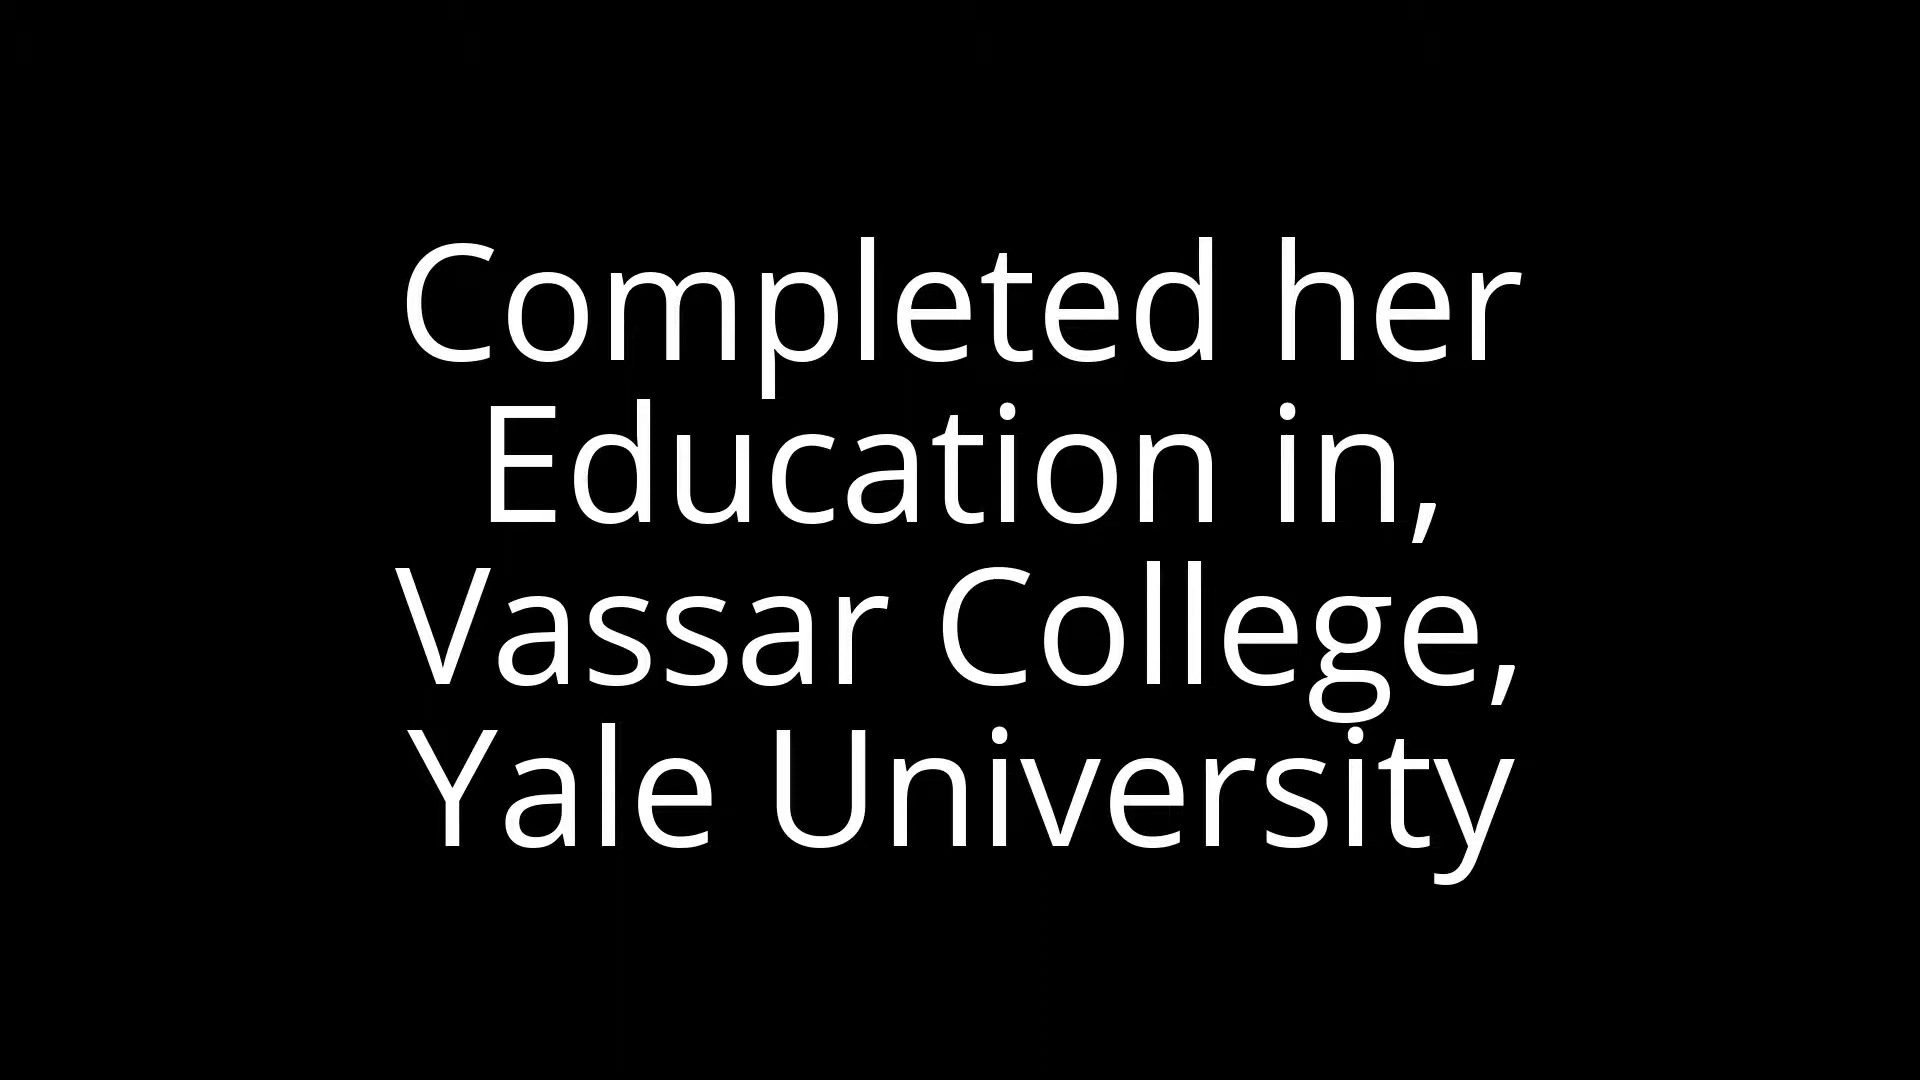 Completed her
Education in,
Vassar College,
Yale University